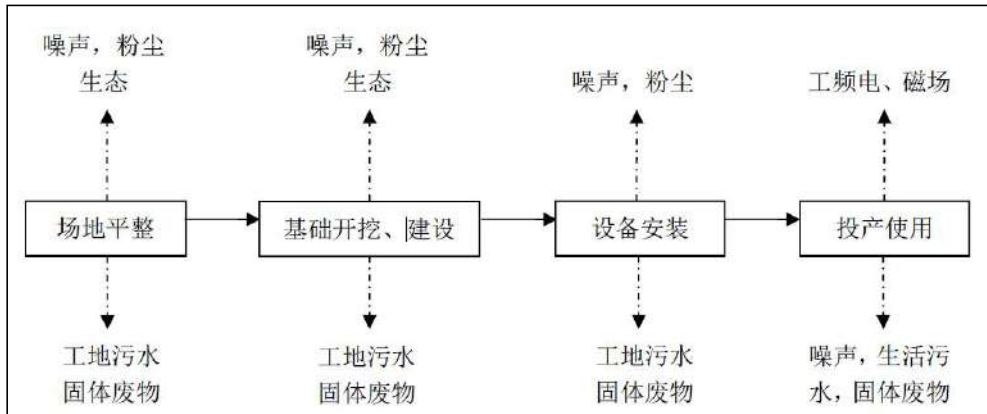 噪声，粉尘
生态
噪声，粉尘
生态
噪声，粉尘
工频电、磁场
场地平整
基础开挖、建设
设备安装
投产使用
工地污水
固体废物
工地污水
固体废物
工地污水
固体废物
噪声，生活污
水，固体废物